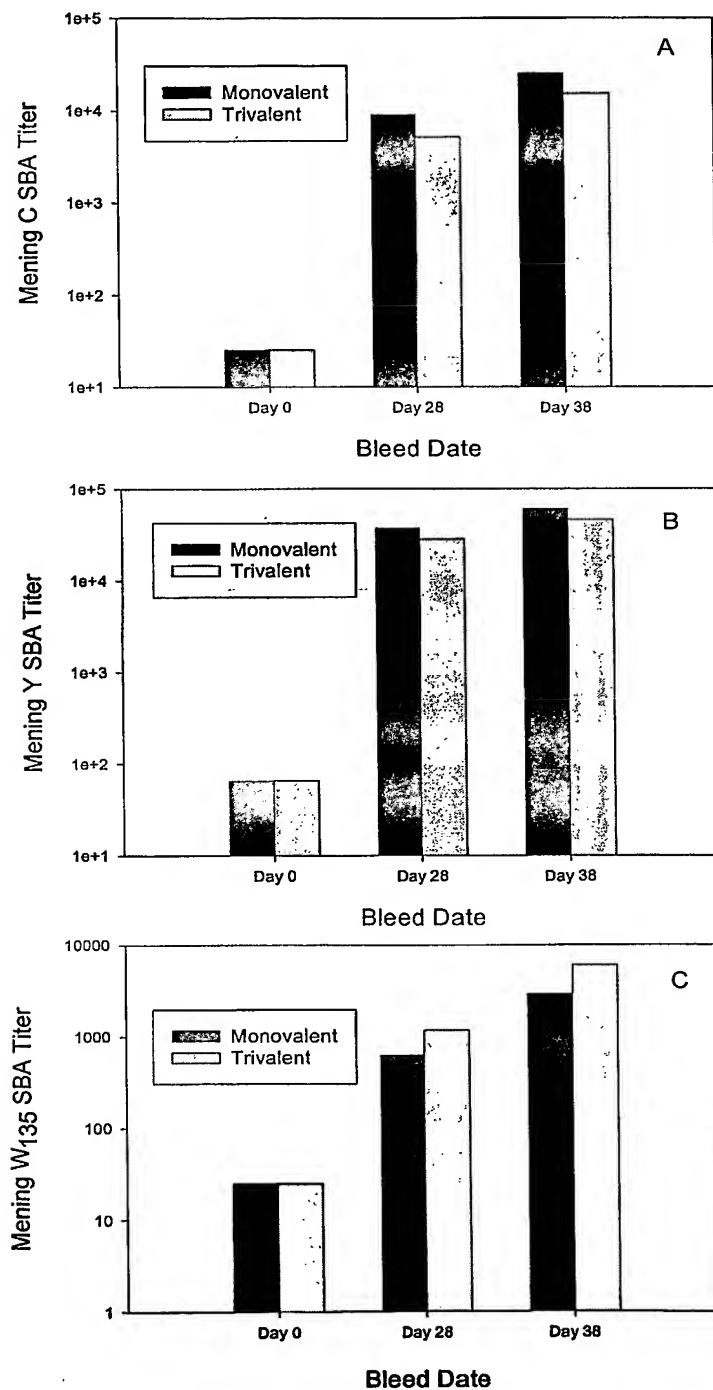 A
Mening C SBA Titer
1e+5
1e+4
1e+3
1e+2
1e+1
Monovalent
Trivalent
Day 0
Day 28
Day 38
Bleed Date
B
Mening Y SBA Titer
1e+5
1e+4
1e+3
1e+2
1e+1
Monovalent
Trivalent
Day 0
Day 28
Day 38
Bleed Date
C
Mening W135 SBA Titer
10000
1000
100
10
1
Monovalent
Trivalent
Day 0
Day 28
Day 38
Bleed Date